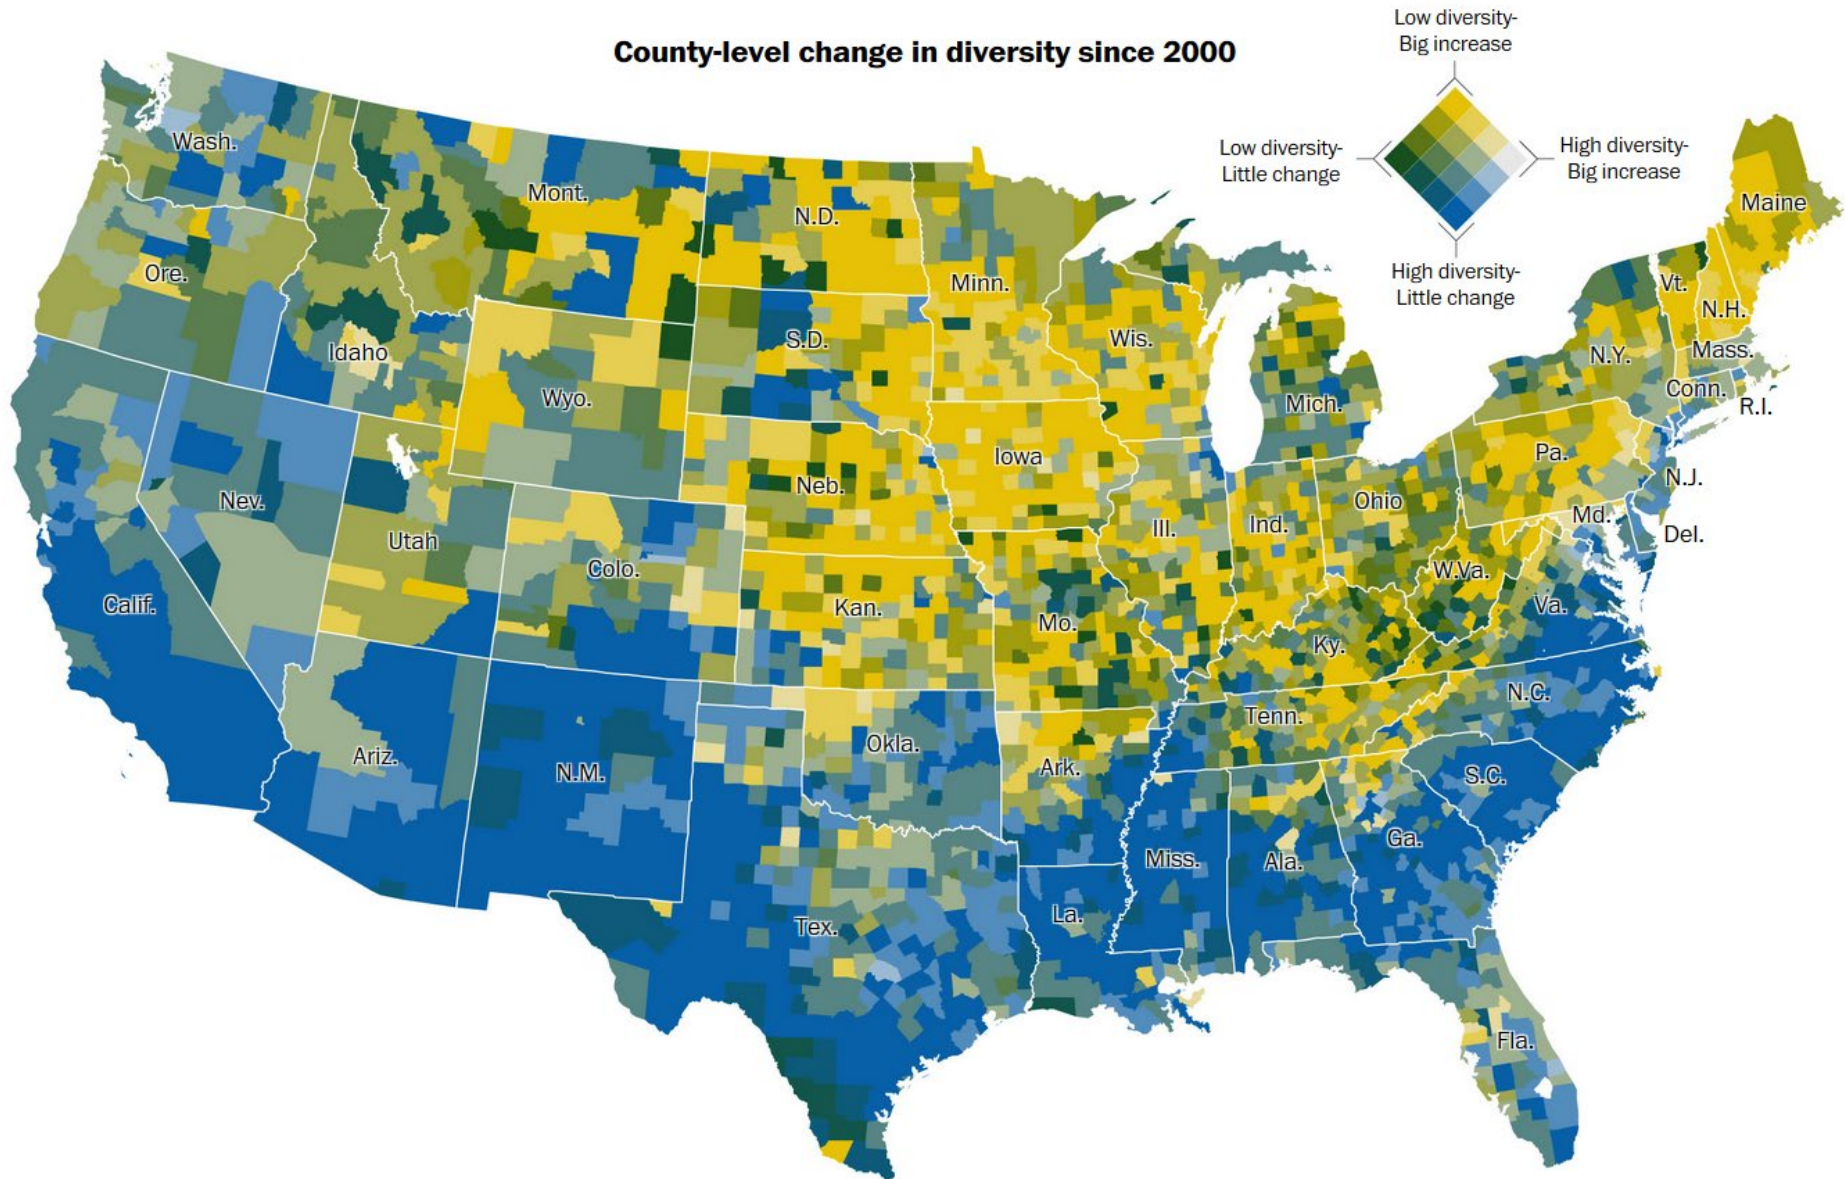 County-level change in diversity since 2000
Low diversity-
Big increase
Low diversity-
Little change
High diversity-
Big increase
High diversity-
Little change
Wash.
Mont.
N.D.
Minn.
Maine
Ore.
Idaho
S.D.
Wis.
Vt.
N.H.
N.Y.
Mass.
Wyo.
Mich.
Conn.
R.I.
Nev.
Neb.
Iowa
Pa.
N.J.
Utah
Colo.
Ill.
Ind.
Ohio
Md.
Del.
W.Va.
Calif.
Kan.
Mo.
Ky.
Va.
Ariz.
N.M.
Okla.
Ark.
Tenn.
N.C.
S.C.
Tex.
La.
Miss.
Ala.
Ga.
Fla.